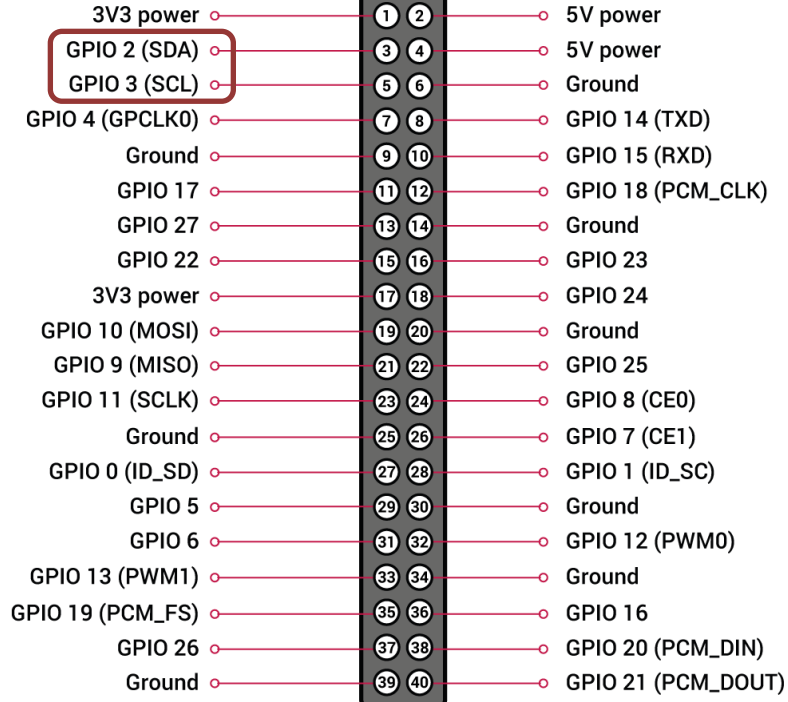 3V3 power 1 2 5V power
GPIO 2 (SDA) 3 4 5V power
GPIO 3 (SCL) 5 6 Ground
GPIO 4 (GPCLK0) 7 8 GPIO 14 (TXD)
Ground 9 10 GPIO 15 (RXD)
GPIO 17 11 12 GPIO 18 (PCM_CLK)
GPIO 27 13 14 Ground
GPIO 22 15 16 GPIO 23
3V3 power 17 18 GPIO 24
GPIO 10 (MOSI) 19 20 Ground
GPIO 9 (MISO) 21 22 GPIO 25
GPIO 11 (SCLK) 23 24 GPIO 8 (CE0)
Ground 25 26 GPIO 7 (CE1)
GPIO 0 (ID_SD) 27 28 GPIO 1 (ID_SC)
GPIO 5 29 30 Ground
GPIO 6 31 32 GPIO 12 (PWM0)
GPIO 13 (PWM1) 33 34 Ground
GPIO 19 (PCM_FS) 35 36 GPIO 16
GPIO 26 37 38 GPIO 20 (PCM_DIN)
Ground 39 40 GPIO 21 (PCM_DOUT)